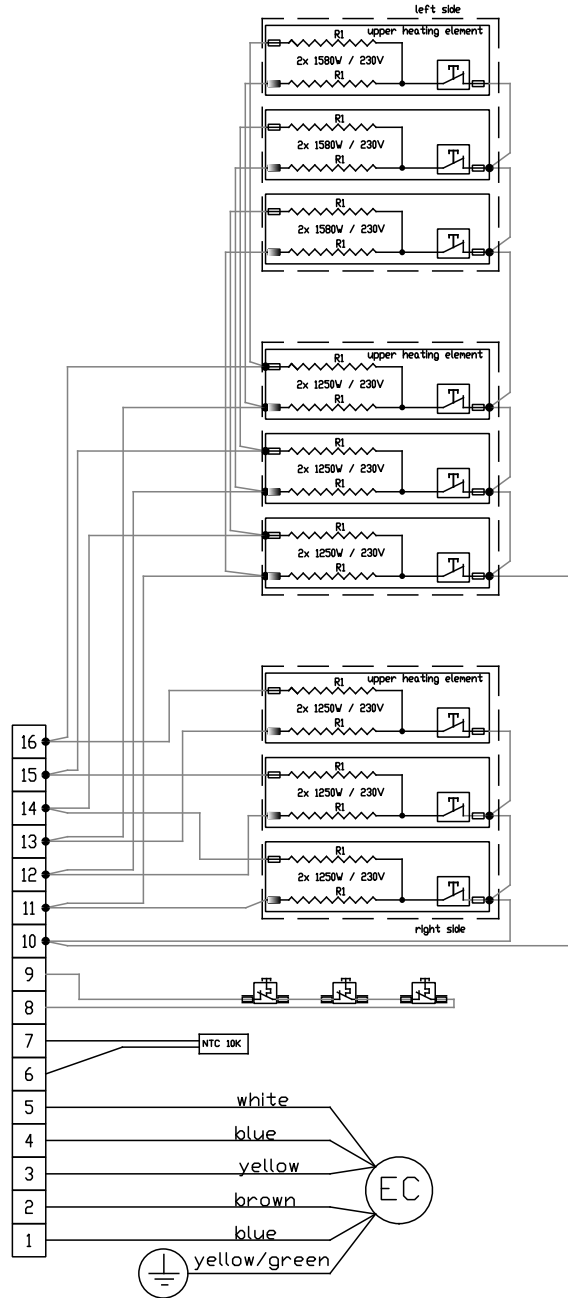 left side
upper heating element
R1
2x 1580W / 230V
R1
R1
2x 1580W / 230V
R1
R1
2x 1580W / 230V
R1
upper heating element
R1
2x 1250W / 230V
R1
R1
2x 1250W / 230V
R1
R1
2x 1250W / 230V
R1
upper heating element
R1
2x 1250W / 230V
R1
R1
2x 1250W / 230V
R1
R1
2x 1250W / 230V
R1
right side
16
15
14
13
12
11
10
9
8
7
NTC 10K
6
5
white
4
blue
3
yellow
EC
2
brown
1
blue
yellow/green